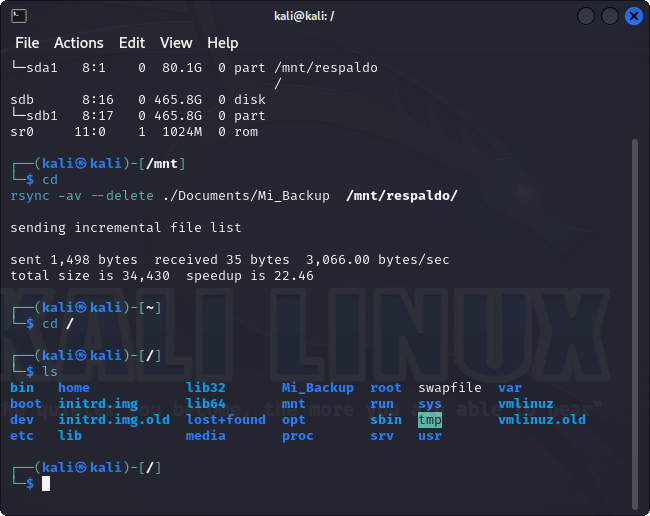 kali@kali: /
File Actions Edit View Help
└─sda1   8:1    0  80.1G  0 part /mnt/respaldo
                                 /
sdb      8:16   0 465.8G  0 disk
└─sdb1   8:17   0 465.8G  0 part
sr0     11:0    1  1024M  0 rom
┌──(kali㉿kali)-[/mnt]
└─$ cd
rsync -av --delete ./Documents/Mi_Backup  /mnt/respaldo/
sending incremental file list
sent 1,498 bytes  received 35 bytes  3,066.00 bytes/sec
total size is 34,430  speedup is 22.46
┌──(kali㉿kali)-[~]
└─$ cd /
┌──(kali㉿kali)-[/]
└─$ ls
bin   home            lib32       Mi_Backup  root  swapfile  var
boot  initrd.img      lib64       mnt        run   sys       vmlinuz
dev   initrd.img.old  lost+found  opt        sbin  tmp       vmlinuz.old
etc   lib             media       proc       srv   usr
┌──(kali㉿kali)-[/]
└─$
KALI LINUX